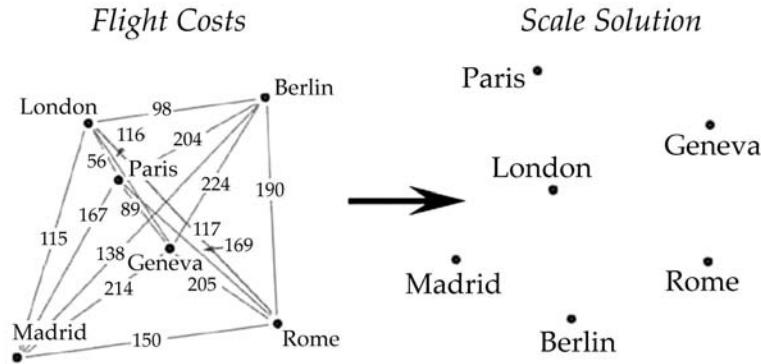 Flight Costs
Scale Solution
Berlin
Paris
London
98
116
204
Geneva
56
Paris
London
224
190
167
89
115
117
138
169
Geneva
214
205
Madrid
Rome
Madrid
150
Rome
Berlin